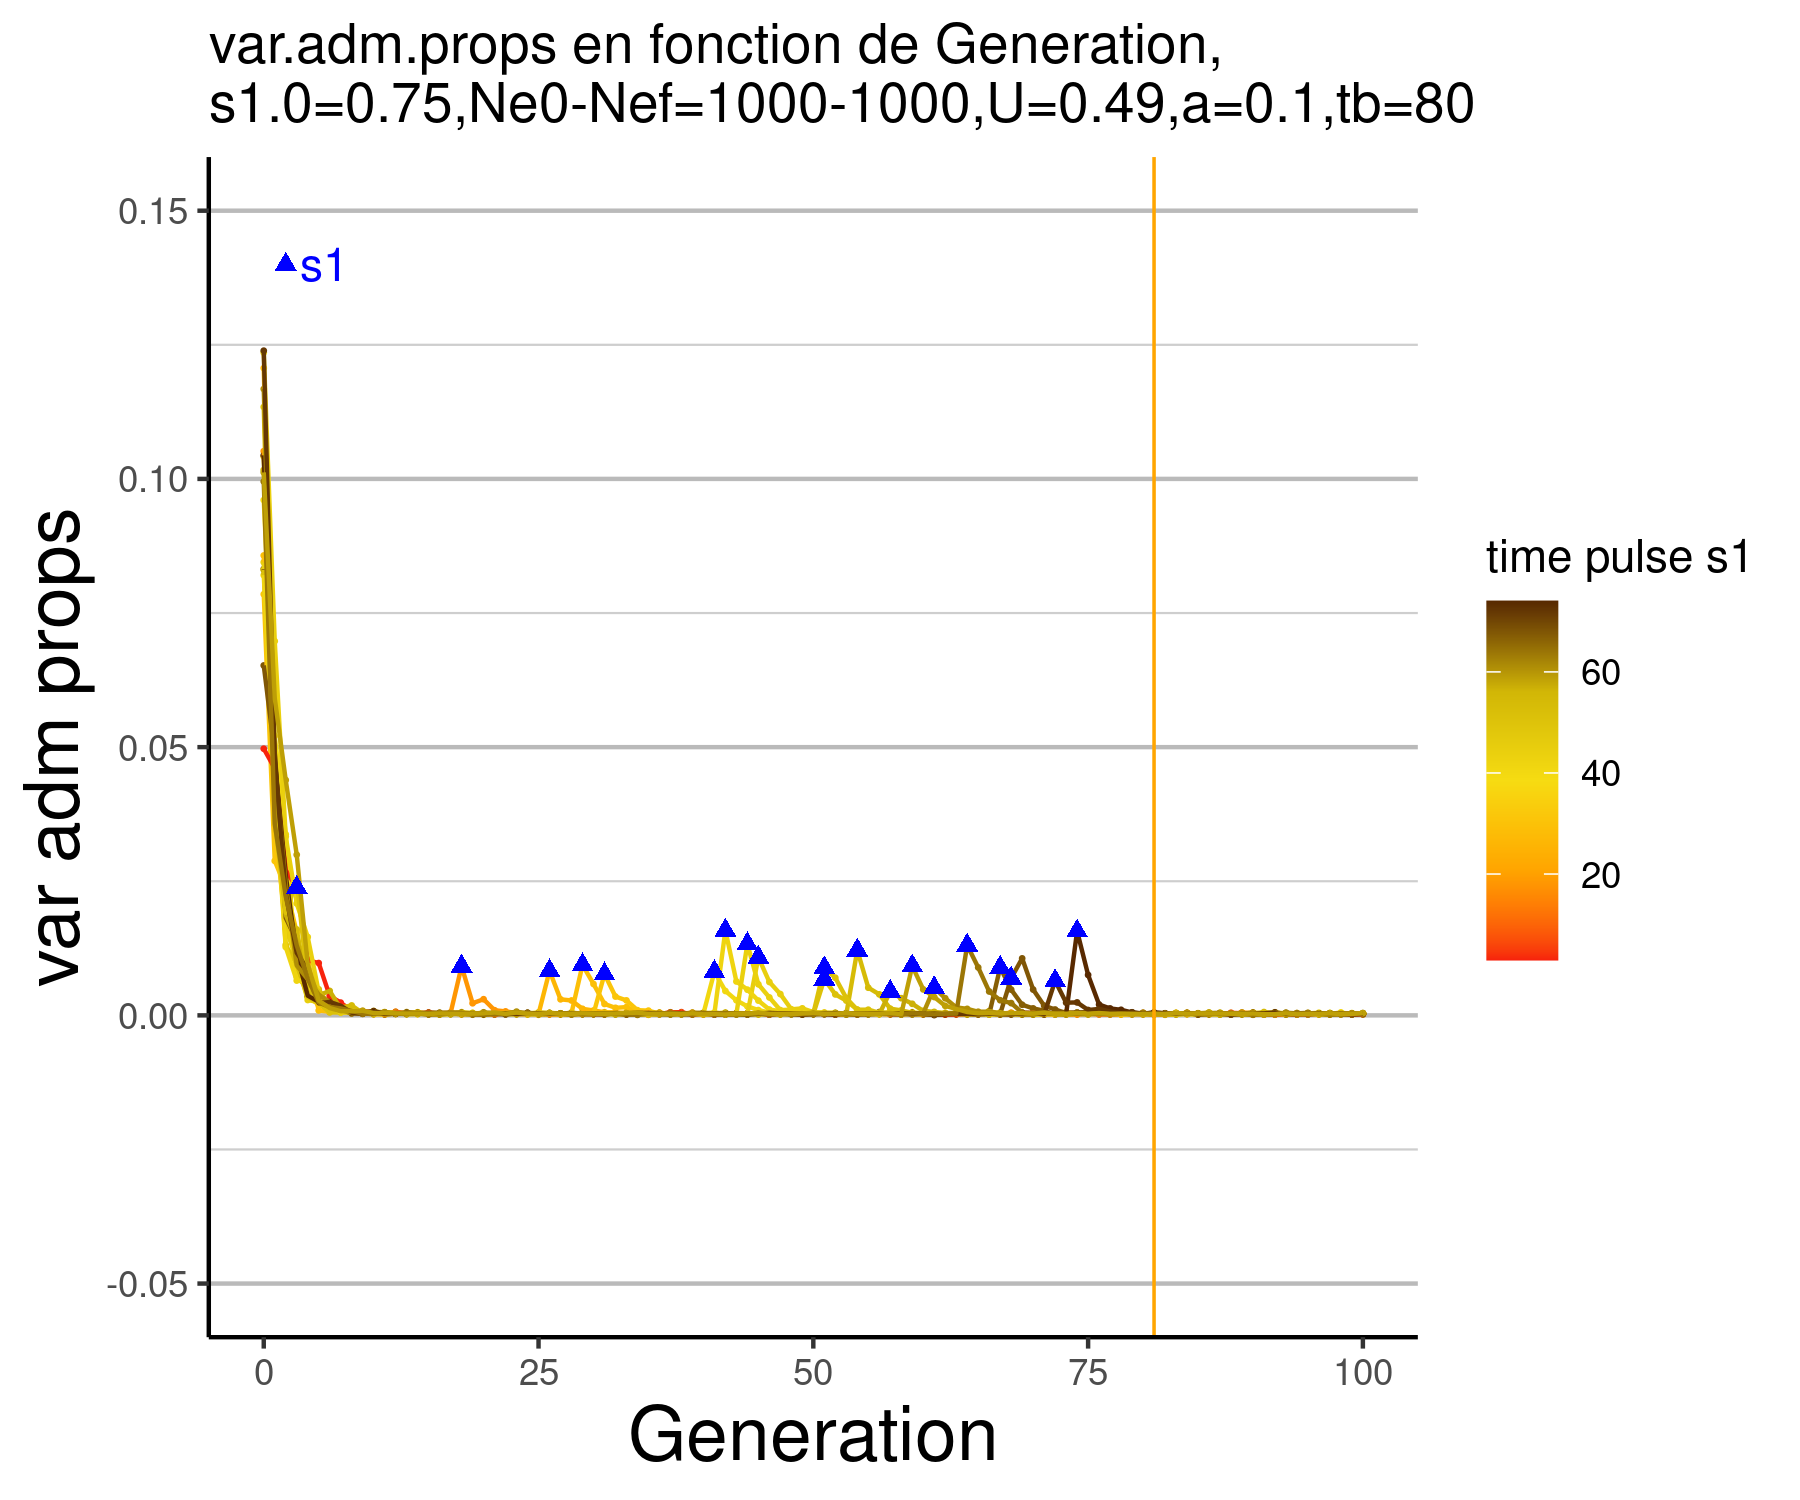 var.adm.props en fonction de Generation,
s1.0=0.75,Ne0-Nef=1000-1000,U=0.49,a=0.1,tb=80
0.15
s1
0.10
0.05
0.00
-0.05
var adm props
0 25 50 75 100
Generation
time pulse s1
60
40
20